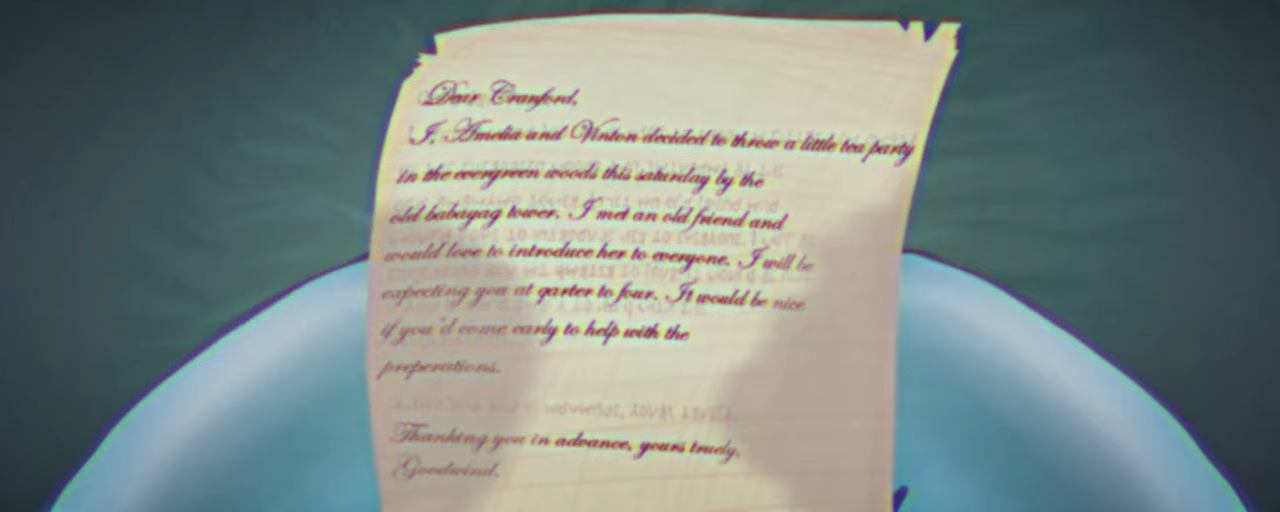 Dear Cranford,
I, Amelia and Vinton decided to throw a little tea party
in the evergreen woods this saturday by the
old babayag tower. I met an old friend and
would love to introduce her to everyone. I will be
expecting you at qarter to four. It would be nice
if you'd come early to help with the
preperations.
Thanking you in advance, yours truely,
Goodwind.